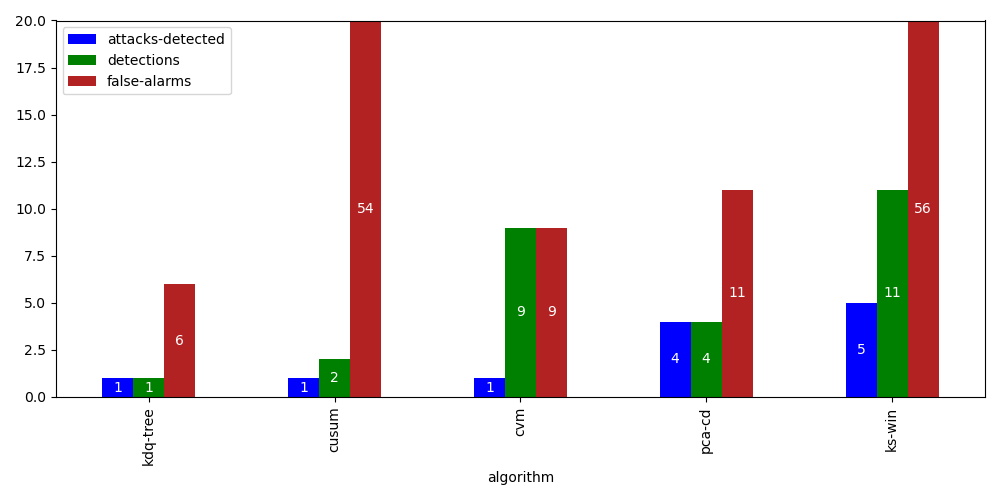 20.0
17.5
15.0
12.5
10.0
7.5
5.0
2.5
0.0
attacks-detected
detections
false-alarms
1
1
6
1
2
54
1
9
9
4
4
11
5
11
56
kdq-tree
cusum
cvm
pca-cd
ks-win
algorithm